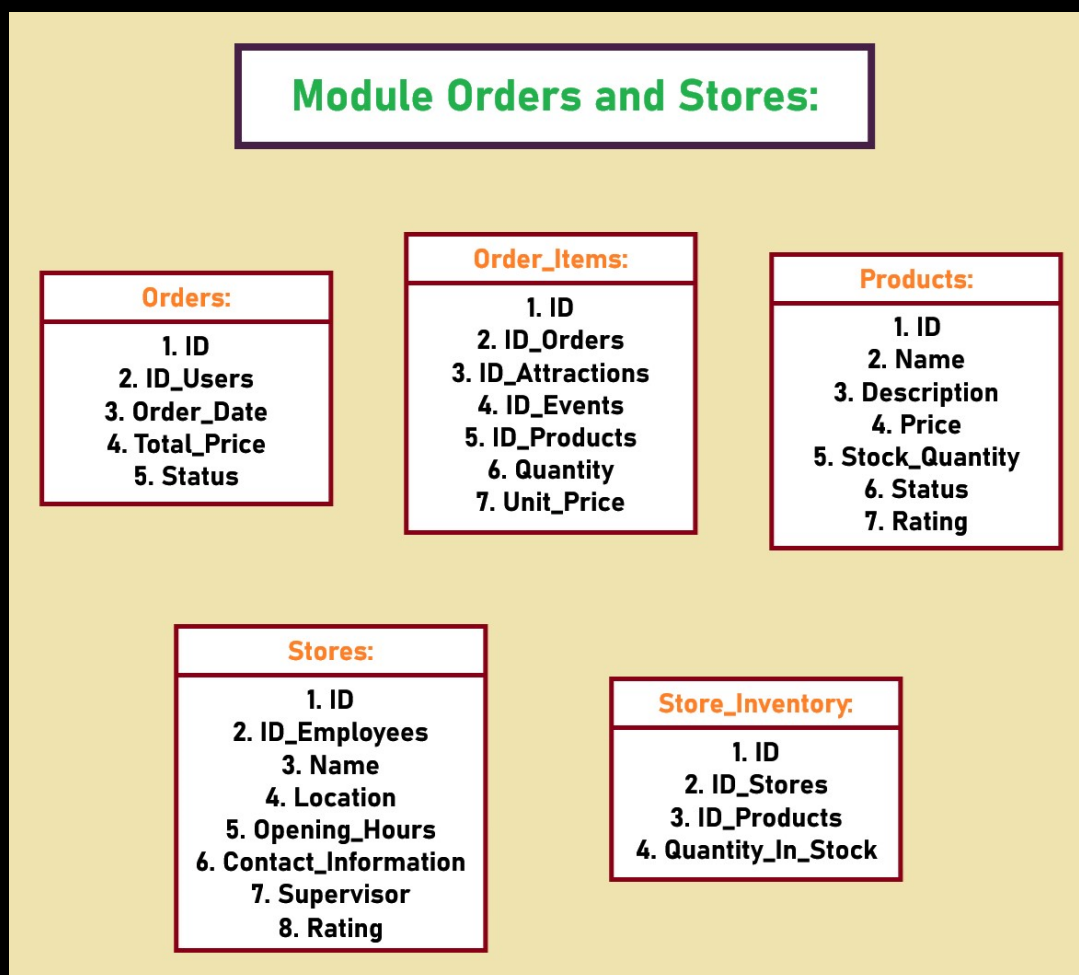 Module Orders and Stores:
Orders:
1. ID
2. ID_Users
3. Order_Date
4. Total_Price
5. Status
Order_Items:
1. ID
2. ID_Orders
3. ID_Attractions
4. ID_Events
5. ID_Products
6. Quantity
7. Unit_Price
Products:
1. ID
2. Name
3. Description
4. Price
5. Stock_Quantity
6. Status
7. Rating
Stores:
1. ID
2. ID_Employees
3. Name
4. Location
5. Opening_Hours
6. Contact_Information
7. Supervisor
8. Rating
Store_Inventory:
1. ID
2. ID_Stores
3. ID_Products
4. Quantity_In_Stock